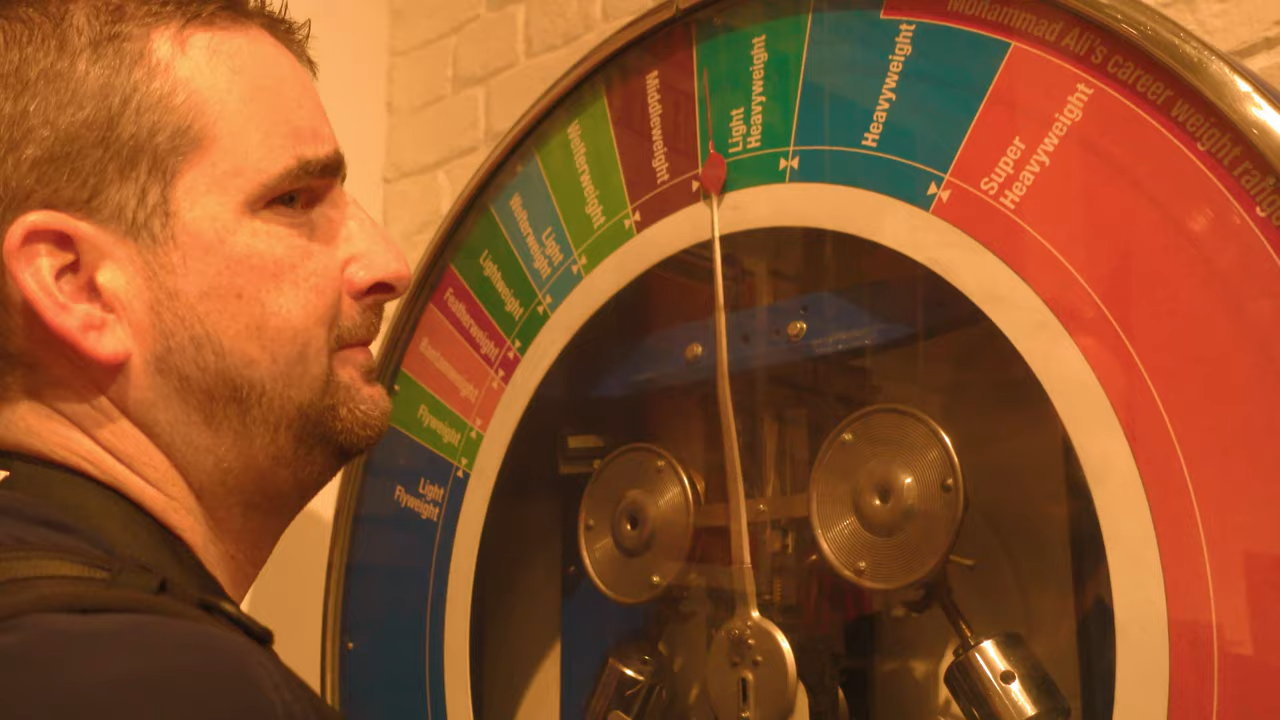 Light
Flyweight
Flyweight
Bantamweight
Featherweight
Lightweight
Light
Welterweight
Welterweight
Middleweight
Light
Heavyweight
Heavyweight
Super
Heavyweight
Mohammad Ali's career weight raign